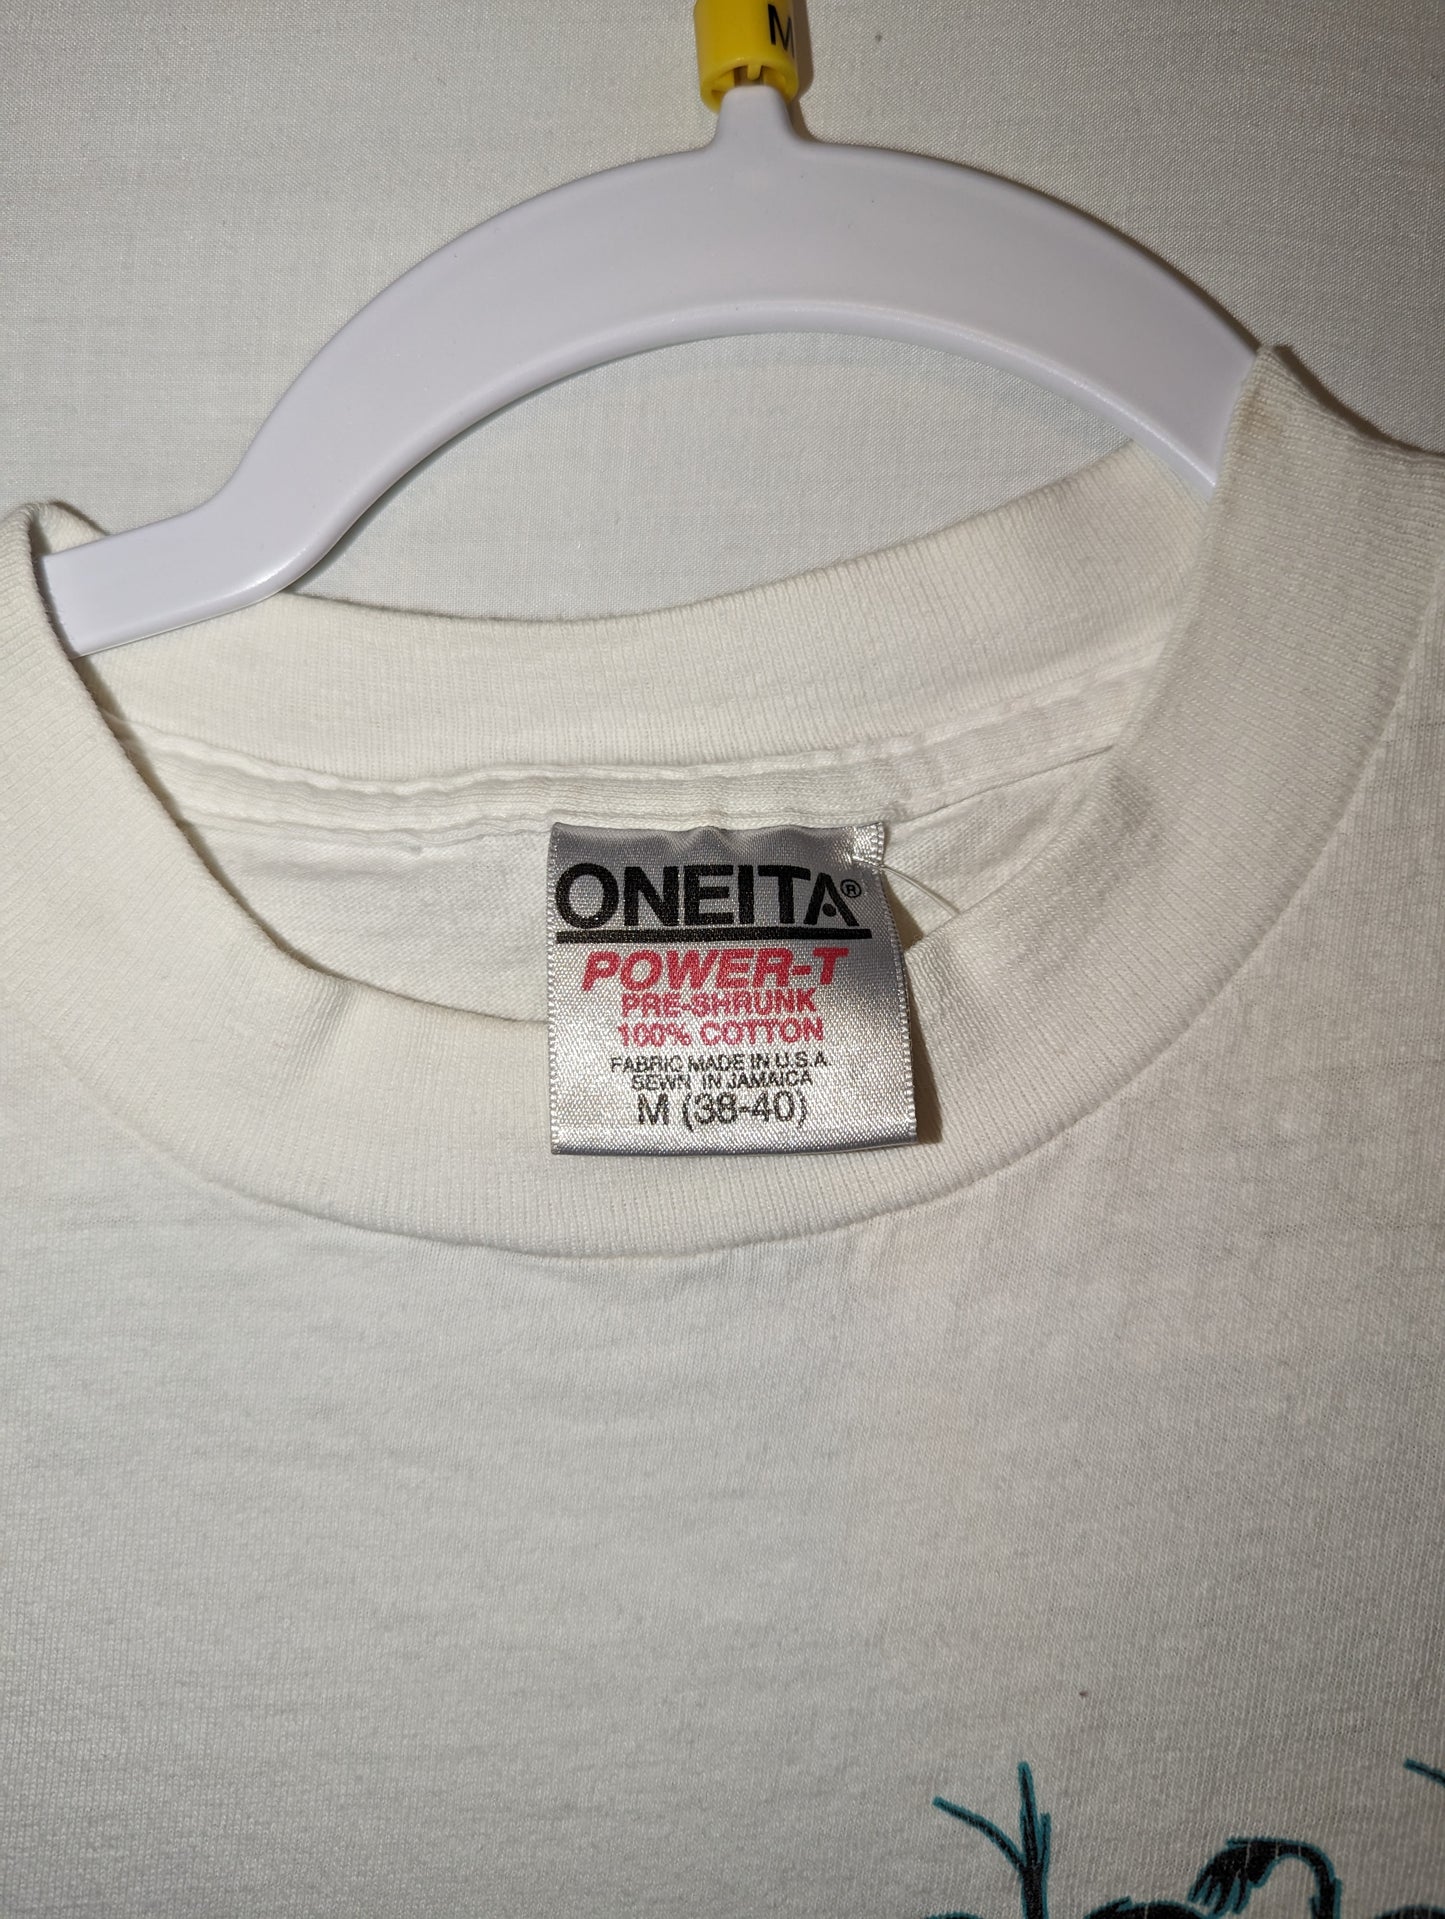 M
ONEITA®
POWER-T
PRE-SHRUNK
100% COTTON
FABRIC MADE IN U.S.A.
SEWN IN JAMAICA
M (38-40)